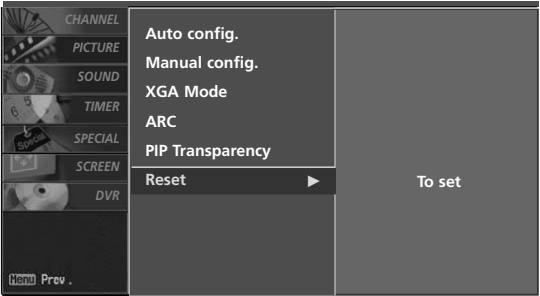 CHANNEL
PICTURE
SOUND
TIMER
SPECIAL
SCREEN
DVR
Menu Prev .
Auto config.
Manual config.
XGA Mode
ARC
PIP Transparency
Reset ►
To set
Special